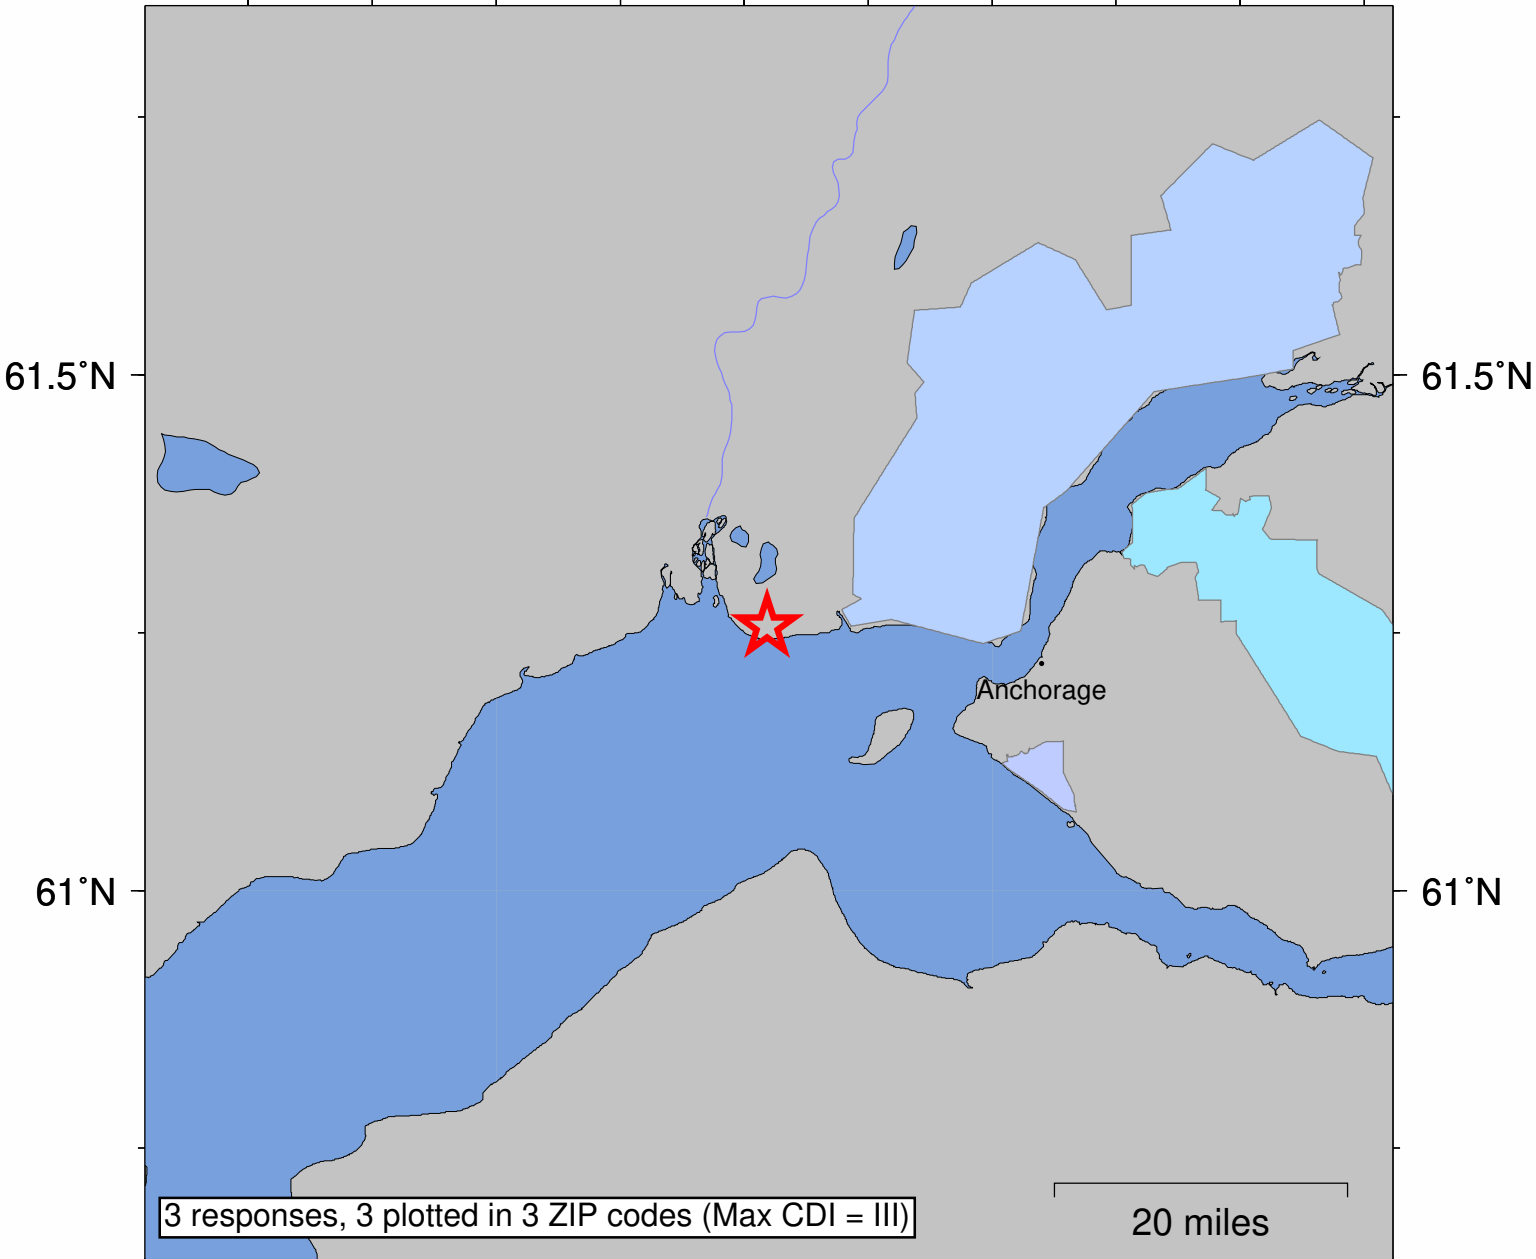 61.5°N
61.5°N
Anchorage
61°N
61°N
3 responses, 3 plotted in 3 ZIP codes (Max CDI = III)
20 miles